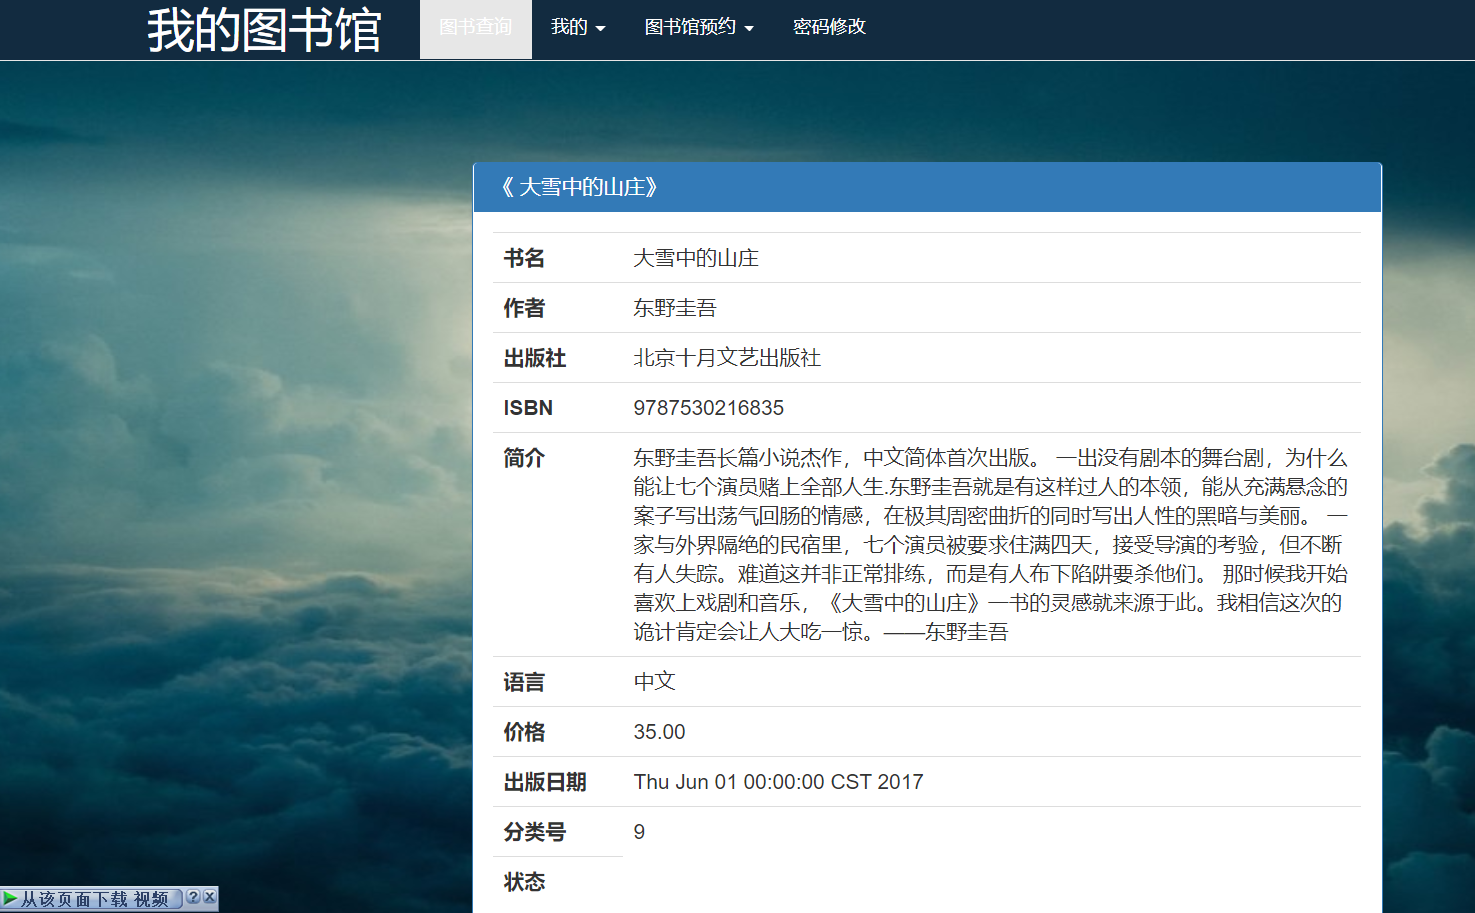 我的图书馆 图书查询 我的 图书馆预约 密码修改
《 大雪中的山庄》
书名 大雪中的山庄
作者 东野圭吾
出版社 北京十月文艺出版社
ISBN 9787530216835
简介 东野圭吾长篇小说杰作，中文简体首次出版。 一出没有剧本的舞台剧，为什么
能让七个演员赌上全部人生.东野圭吾就是有这样过人的本领，能从充满悬念的
案子写出荡气回肠的情感，在极其周密曲折的同时写出人性的黑暗与美丽。 一
家与外界隔绝的民宿里，七个演员被要求住满四天，接受导演的考验，但不断
有人失踪。难道这并非正常排练，而是有人布下陷阱要杀他们。 那时候我开始
喜欢上戏剧和音乐，《大雪中的山庄》一书的灵感就来源于此。我相信这次的
诡计肯定会让人大吃一惊。——东野圭吾
语言 中文
价格 35.00
出版日期 Thu Jun 01 00:00:00 CST 2017
分类号 9
状态
从该页面下载 视频 ? X